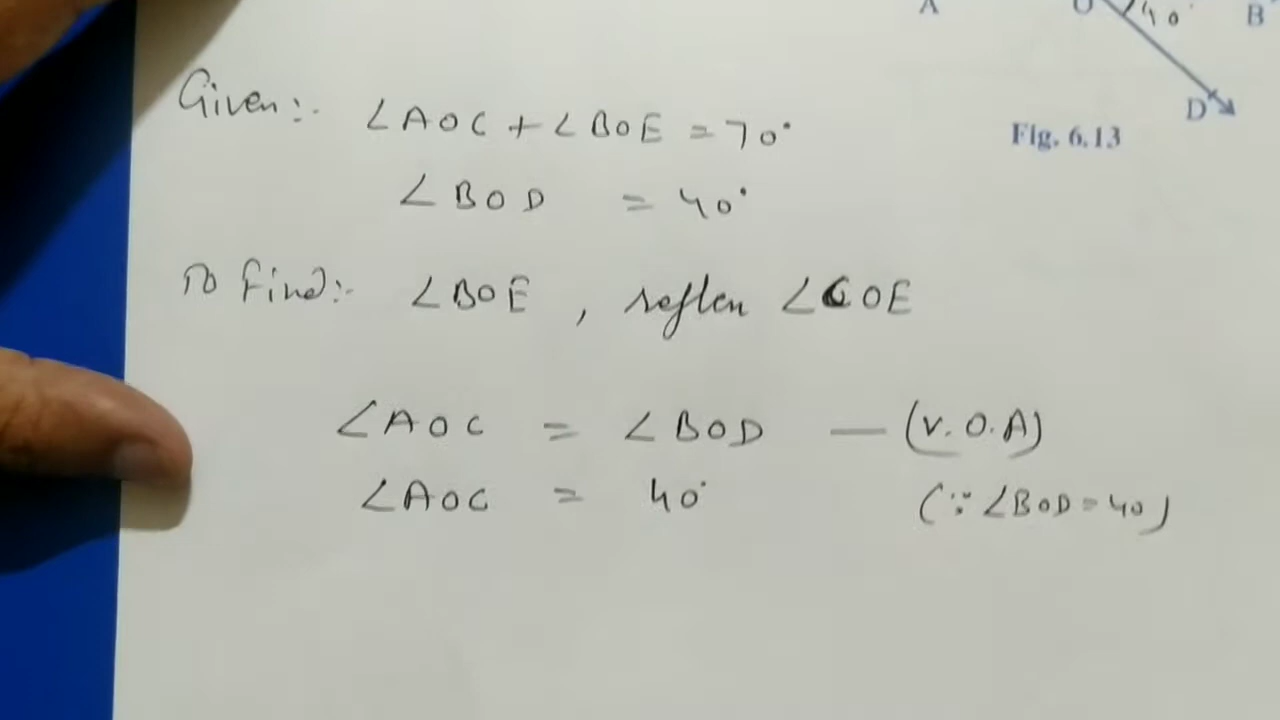 A O 40° B
D
Fig. 6.13
Given:- ∠AOC + ∠BOE = 70°
∠BOD = 40°
To Find:- ∠BOE , reflex ∠COE
∠AOC = ∠BOD — (V.O.A)
∠AOC = 40° (∵ ∠BOD = 40)